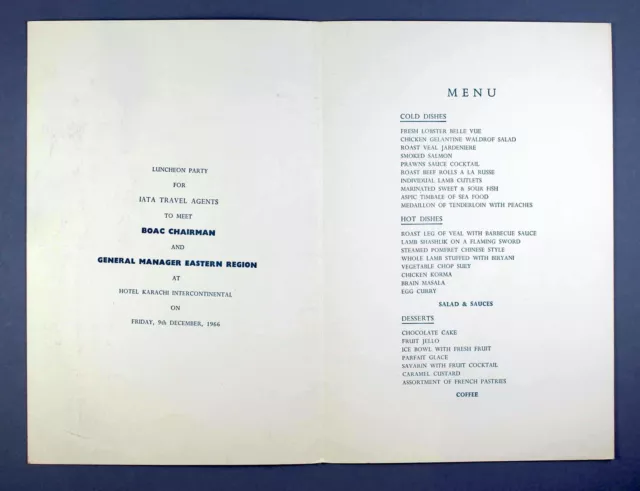 LUNCHEON PARTY
FOR
IATA TRAVEL AGENTS
TO MEET
BOAC CHAIRMAN
AND
GENERAL MANAGER EASTERN REGION
AT
HOTEL KARACHI INTERCONTINENTAL
ON
FRIDAY, 9th DECEMBER, 1966
MENU
COLD DISHES
FRESH LOBSTER BELLE VUE
CHICKEN GELANTINE WALDROF SALAD
ROAST VEAL JARDENIERE
SMOKED SALMON
PRAWNS SAUCE COCKTAIL
ROAST BEEF ROLLS A LA RUSSE
INDIVIDUAL LAMB CUTLETS
MARINATED SWEET & SOUR FISH
ASPIC TIMBALE OF SEA FOOD
MEDAILLON OF TENDERLOIN WITH PEACHES
HOT DISHES
ROAST LEG OF VEAL WITH BARBECUE SAUCE
LAMB SHASHLIK ON A FLAMING SWORD
STEAMED POMFRET CHINESE STYLE
WHOLE LAMB STUFFED WITH BIRYANI
VEGETABLE CHOP SUEY
CHICKEN KORMA
BRAIN MASALA
EGG CURRY
SALAD & SAUCES
DESSERTS
CHOCOLATE CAKE
FRUIT JELLO
ICE BOWL WITH FRESH FRUIT
PARFAIT GLACE
SAVARIN WITH FRUIT COCKTAIL
CARAMEL CUSTARD
ASSORTMENT OF FRENCH PASTRIES
COFFEE